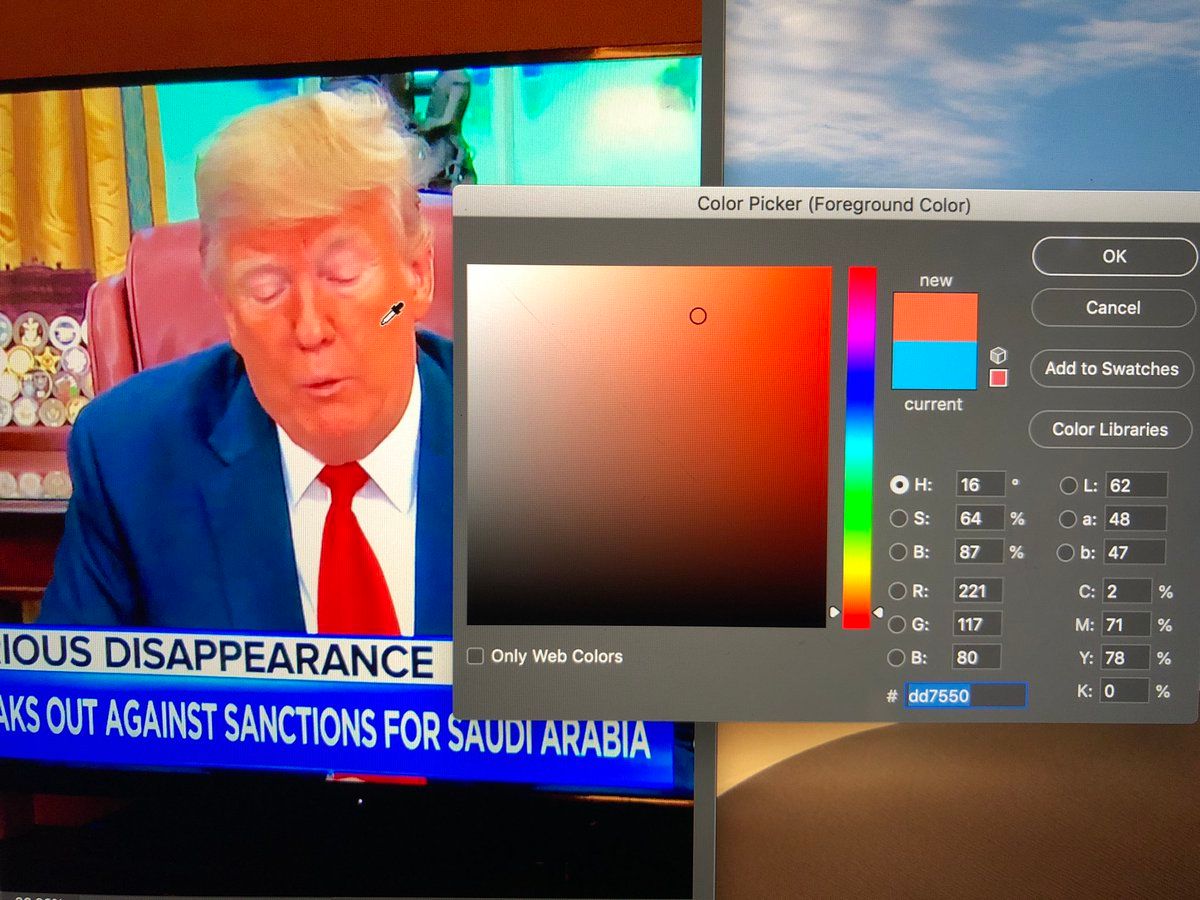 Color Picker (Foreground Color)
new
current
OK
Cancel
Add to Swatches
Color Libraries
H: 16 °
S: 64 %
B: 87 %
R: 221
G: 117
B: 80
# dd7550
L: 62
a: 48
b: 47
C: 2 %
M: 71 %
Y: 78 %
K: 0 %
Only Web Colors
IOUS DISAPPEARANCE
AKS OUT AGAINST SANCTIONS FOR SAUDI ARABIA